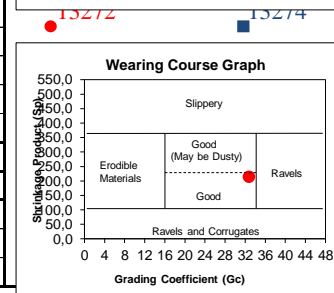 13272 13274
Wearing Course Graph
Shrinkage Product (Sp)
550,0
500,0
450,0
400,0
350,0
300,0
250,0
200,0
150,0
100,0
50,0
0,0
Slippery
Good
(May be Dusty)
Erodible
Materials
Ravels
Good
Ravels and Corrugates
0 4 8 12 16 20 24 28 32 36 40 44 48
Grading Coefficient (Gc)